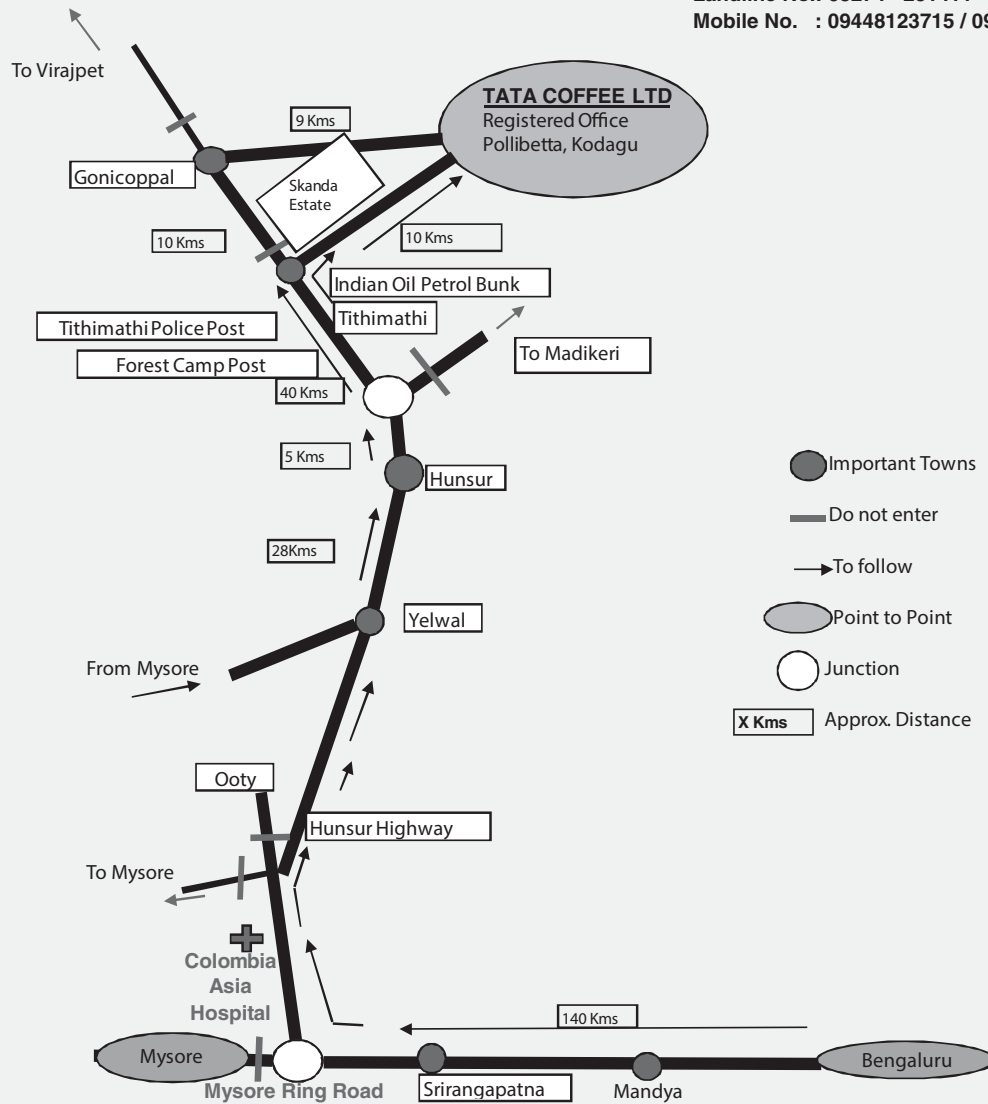 Mobile No. : 09448123715 / 09
To Virajpet
TATA COFFEE LTD
Registered Office
Pollibetta, Kodagu
9 Kms
Gonicoppal
Skanda
Estate
10 Kms
10 Kms
Indian Oil Petrol Bunk
Tithimathi
Tithimathi Police Post
Forest Camp Post
To Madikeri
40 Kms
5 Kms
Hunsur
Important Towns
Do not enter
28Kms
To follow
Yelwal
Point to Point
From Mysore
Junction
X Kms Approx. Distance
Ooty
Hunsur Highway
To Mysore
Colombia
Asia
Hospital
140 Kms
Mysore
Bengaluru
Mysore Ring Road
Srirangapatna
Mandya